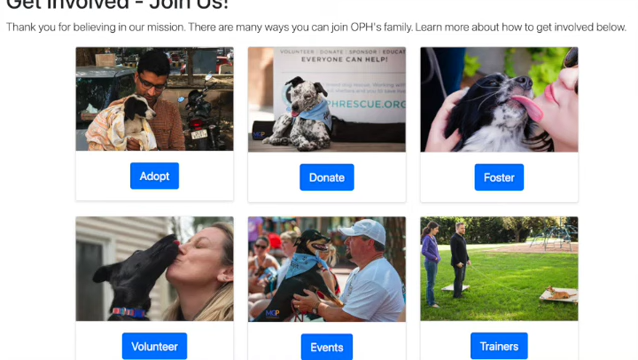 Get Involved - Join Us!
Thank you for believing in our mission. There are many ways you can join OPH's family. Learn more about how to get involved below.
VOLUNTEER | DONATE | SPONSOR | EDUCA
EVERYONE CAN HELP!
PHRESCUE.ORG
Adopt
Donate
Foster
Volunteer
Events
Trainers